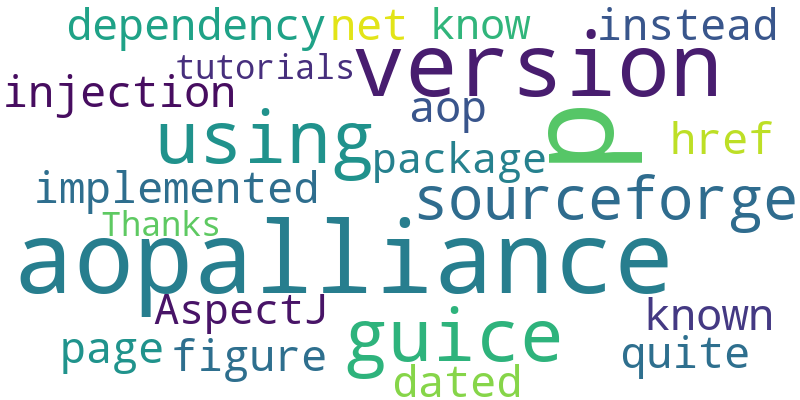 dependency net know instead
tutorials version
injection aop
using p href
package
implemented sourceforge
Thanks
aopalliance
AspectJ guice known
page figure quite
dated